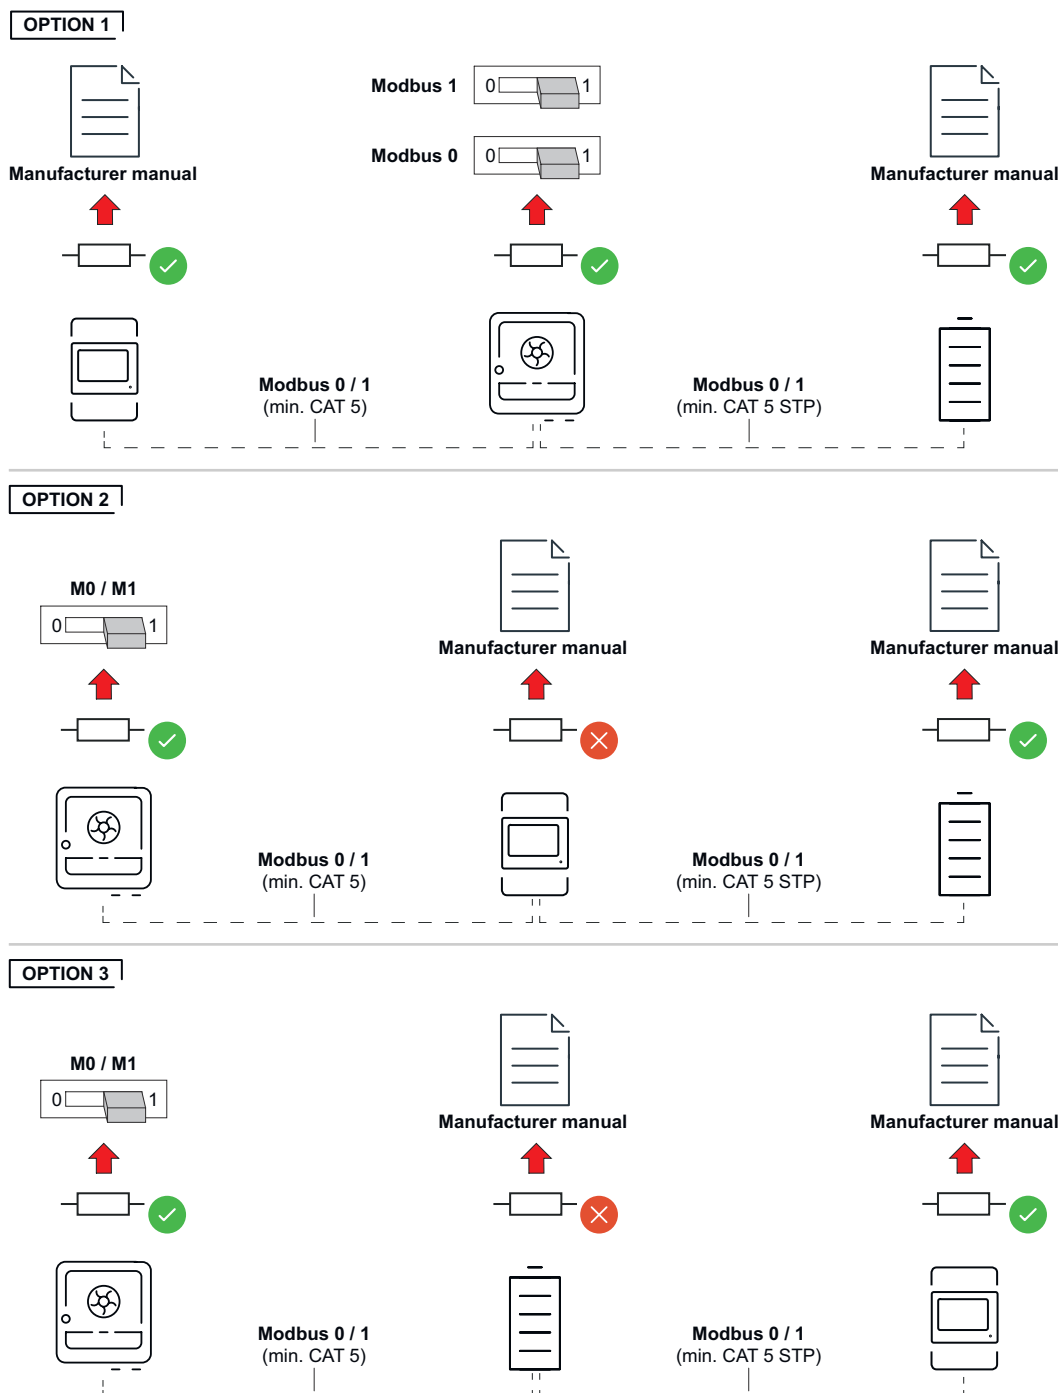 OPTION 1
Modbus 1
0
1
Modbus 0
0
1
Manufacturer manual
Manufacturer manual
Modbus 0 / 1
(min. CAT 5)
Modbus 0 / 1
(min. CAT 5 STP)
OPTION 2
M0 / M1
0
1
Manufacturer manual
Manufacturer manual
Modbus 0 / 1
(min. CAT 5)
Modbus 0 / 1
(min. CAT 5 STP)
OPTION 3
M0 / M1
0
1
Manufacturer manual
Manufacturer manual
Modbus 0 / 1
(min. CAT 5)
Modbus 0 / 1
(min. CAT 5 STP)